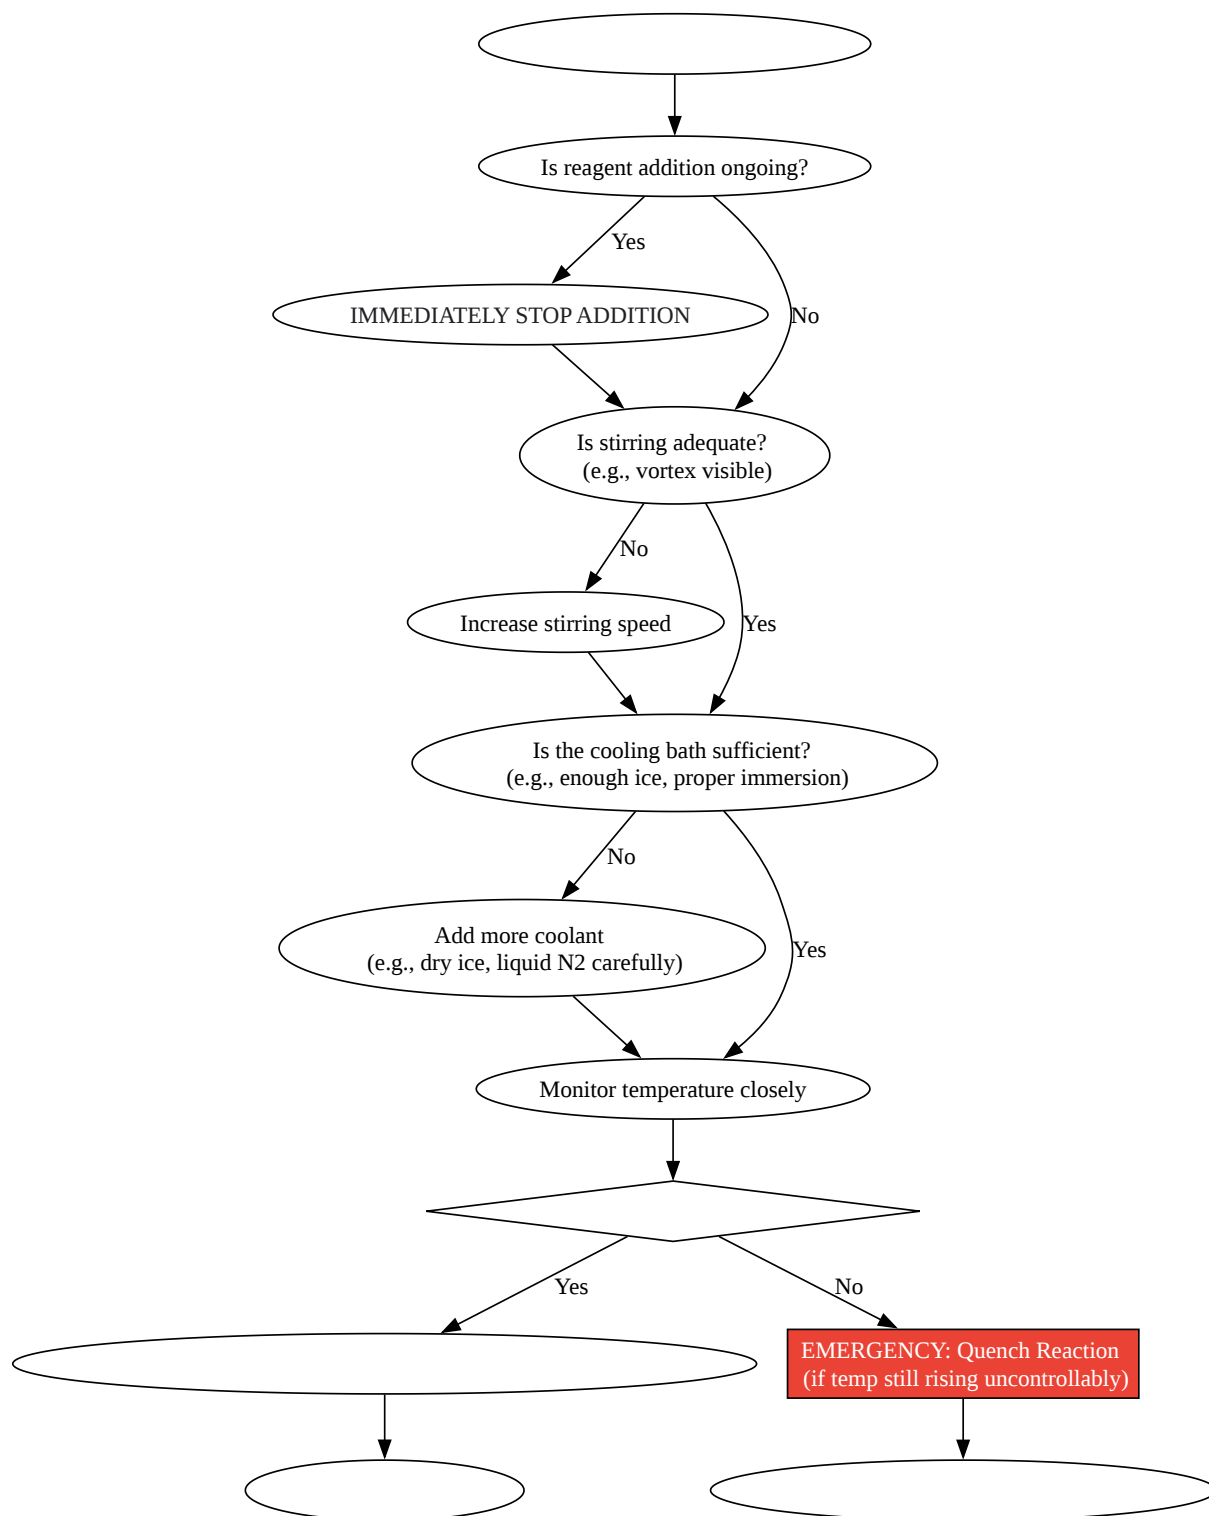 Is reagent addition ongoing?
Yes
IMMEDIATELY STOP ADDITION
No
Is stirring adequate?
(e.g., vortex visible)
No
Increase stirring speed
Yes
Is the cooling bath sufficient?
(e.g., enough ice, proper immersion)
No
Add more coolant
(e.g., dry ice, liquid N2 carefully)
Yes
Monitor temperature closely
Yes
No
EMERGENCY: Quench Reaction
(if temp still rising uncontrollably)